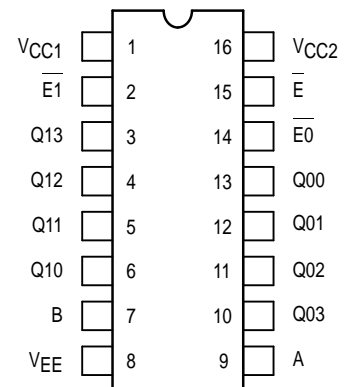 VCC1 1 16 VCC2
E1 2 15 E
Q13 3 14 E0
Q12 4 13 Q00
Q11 5 12 Q01
Q10 6 11 Q02
B 7 10 Q03
VEE 8 9 A